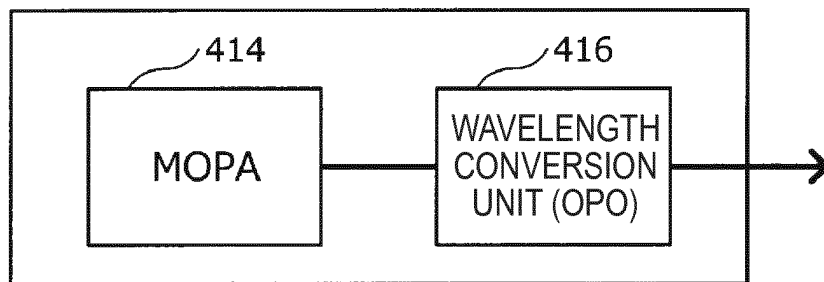 414
416
MOPA
WAVELENGTH
CONVERSION
UNIT (OPO)